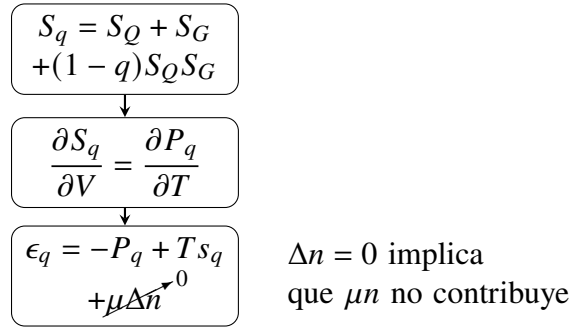 S_q = S_Q + S_G
+(1 − q)S_Q S_G
∂S_q/∂V = ∂P_q/∂T
ϵ_q = −P_q + T s_q
+μΔn 0
Δn = 0 implica
que μn no contribuye